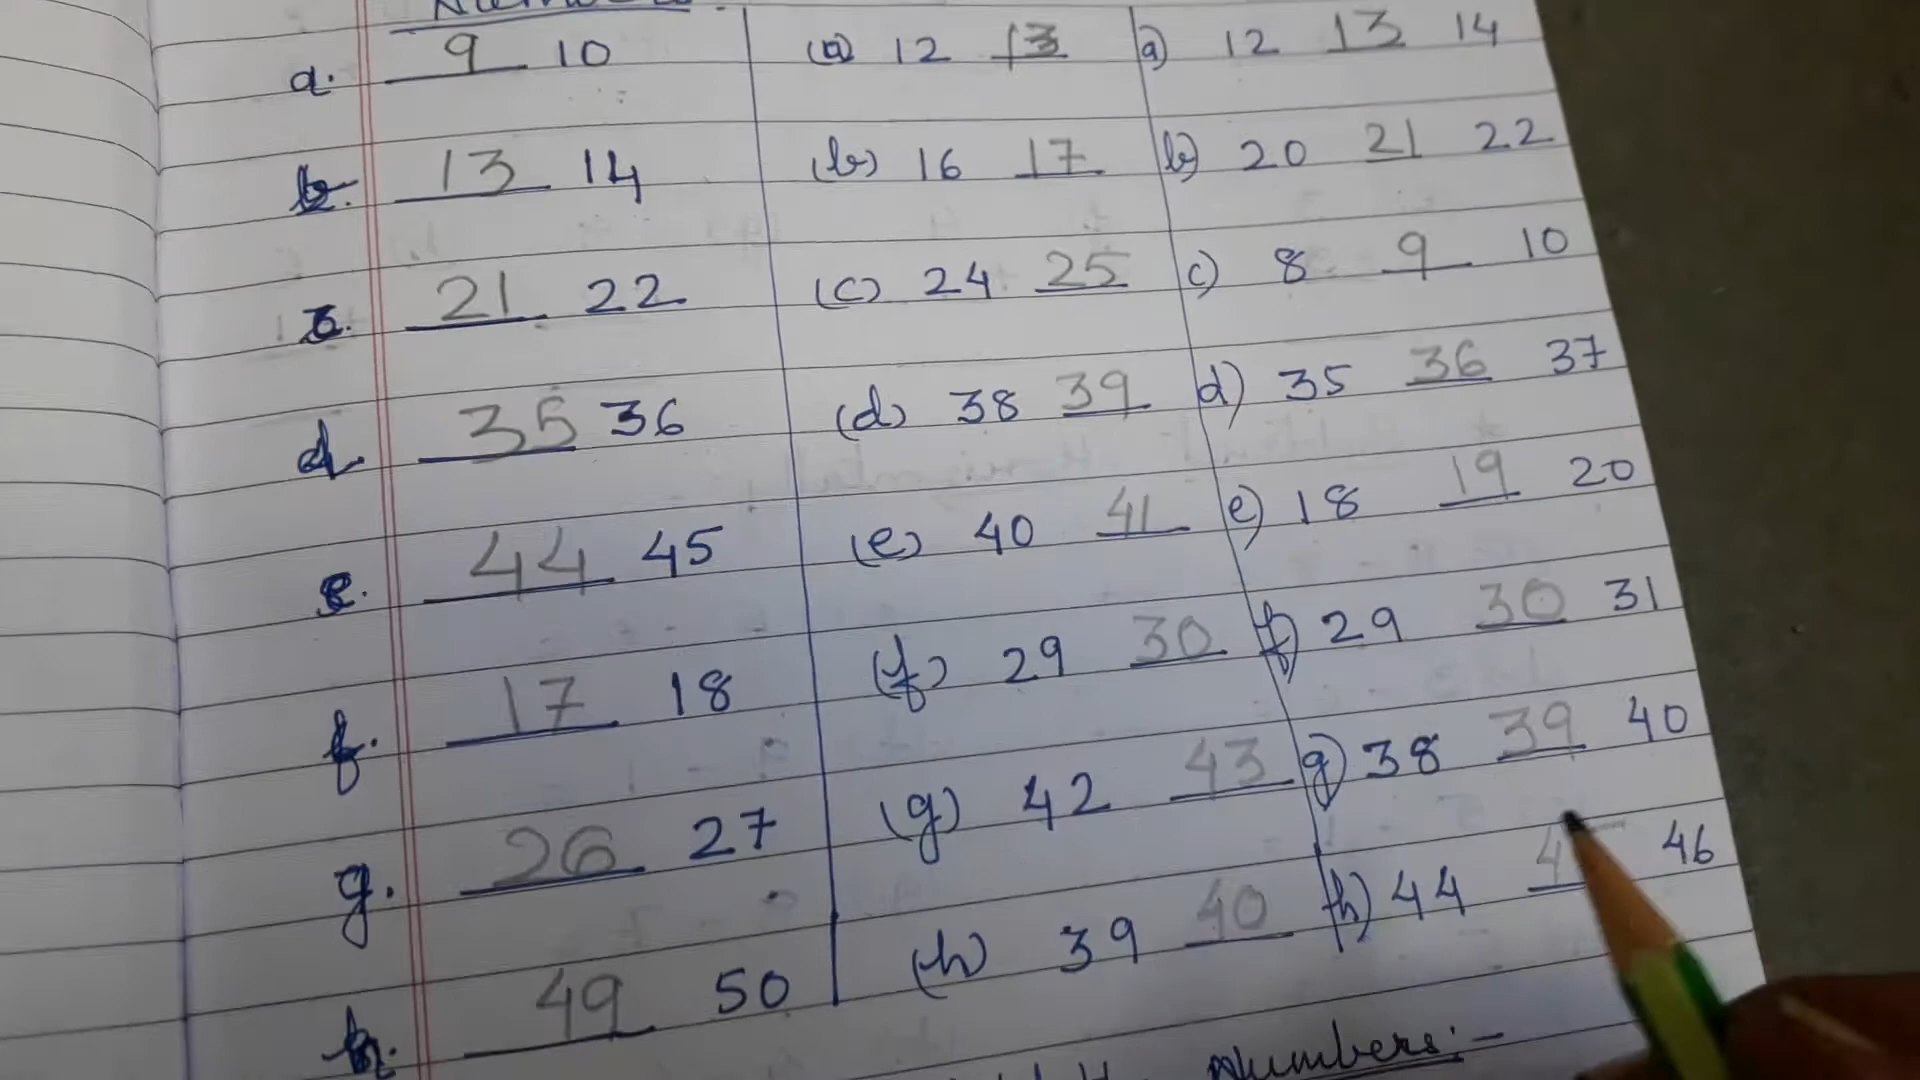 a. 9 10 (a) 12 13 a) 12 13 14
b. 13 14 (b) 16 17 b) 20 21 22
c. 21 22 (c) 24 25 c) 8 9 10
d. 35 36 (d) 38 39 d) 35 36 37
e. 44 45 (e) 40 41 e) 18 19 20
f. 17 18 (f) 29 30 f) 29 30 31
g. 26 27 (g) 42 43 g) 38 39 40
h. 49 50 (h) 39 40 h) 44 46
Numbers:-